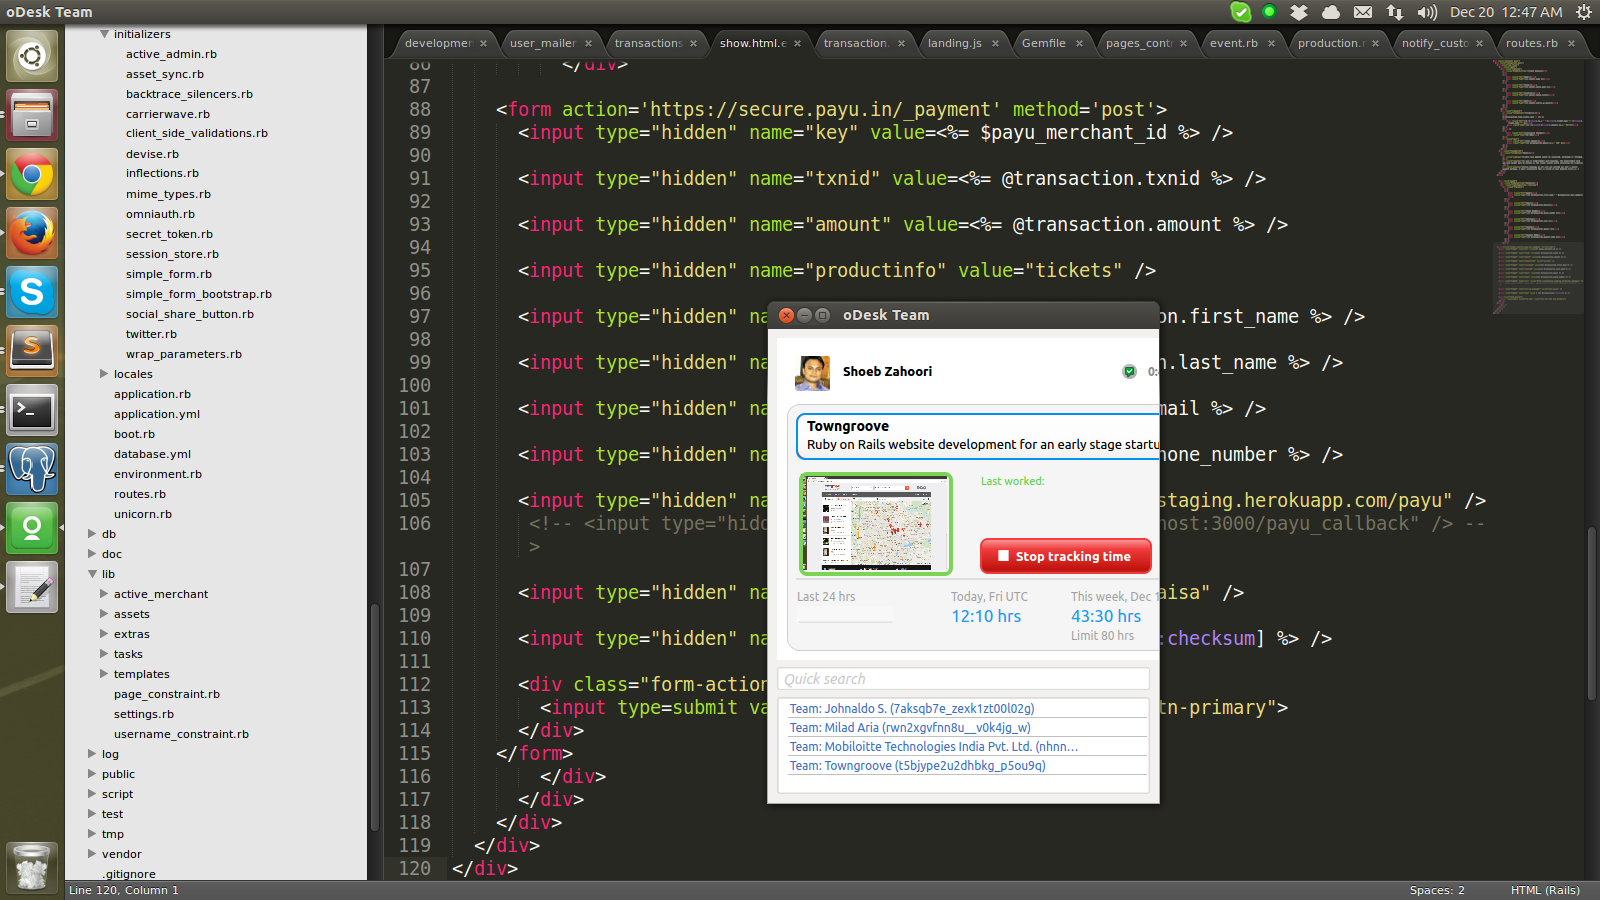 oDesk Team
Dec 20 12:47 AM
initializers
active_admin.rb
asset_sync.rb
backtrace_silencers.rb
carrierwave.rb
client_side_validations.rb
devise.rb
inflections.rb
mime_types.rb
omniauth.rb
secret_token.rb
session_store.rb
simple_form.rb
simple_form_bootstrap.rb
social_share_button.rb
twitter.rb
wrap_parameters.rb
locales
application.rb
application.yml
boot.rb
database.yml
environment.rb
routes.rb
unicorn.rb
db
doc
lib
active_merchant
assets
extras
tasks
templates
page_constraint.rb
settings.rb
username_constraint.rb
log
public
script
test
tmp
vendor
.gitignore
developmer × user_mailer × transactions × show.html.e × transaction. × landing.js × Gemfile × pages_cont × event.rb × production.r × notify_custo × routes.rb ×
86 </div>
87
88 <form action='https://secure.payu.in/_payment' method='post'>
89 <input type="hidden" name="key" value=<%= $payu_merchant_id %> />
90
91 <input type="hidden" name="txnid" value=<%= @transaction.txnid %> />
92
93 <input type="hidden" name="amount" value=<%= @transaction.amount %> />
94
95 <input type="hidden" name="productinfo" value="tickets" />
96
97 <input type="hidden" na n.first_name %> />
98
99 <input type="hidden" na n.last_name %> />
100
101 <input type="hidden" na mail %> />
102
103 <input type="hidden" na one_number %> />
104
105 <input type="hidden" na staging.herokuapp.com/payu" />
106 <!-- <input type="hidd host:3000/payu_callback" /> --
>
107
108 <input type="hidden" na aisa" />
109
110 <input type="hidden" na :checksum] %> />
111
112 <div class="form-action
113 <input type=submit va tn-primary">
114 </div>
115 </form>
116 </div>
117 </div>
118 </div>
119 </div>
120 </div>
oDesk Team
Shoeb Zahoori
0:
Towngroove
Ruby on Rails website development for an early stage startu
Last worked:
Stop tracking time
Last 24 hrs
Today, Fri UTC
12:10 hrs
This week, Dec 1
43:30 hrs
Limit 80 hrs
Quick search
Team: Johnaldo S. (7aksqb7e_zexk1zt00l02g)
Team: Milad Aria (rwn2xgvfnn8u__v0k4jg_w)
Team: Mobiloitte Technologies India Pvt. Ltd. (nhnn...
Team: Towngroove (t5bjype2u2dhbkg_p5ou9q)
Line 120, Column 1
Spaces: 2
HTML (Rails)